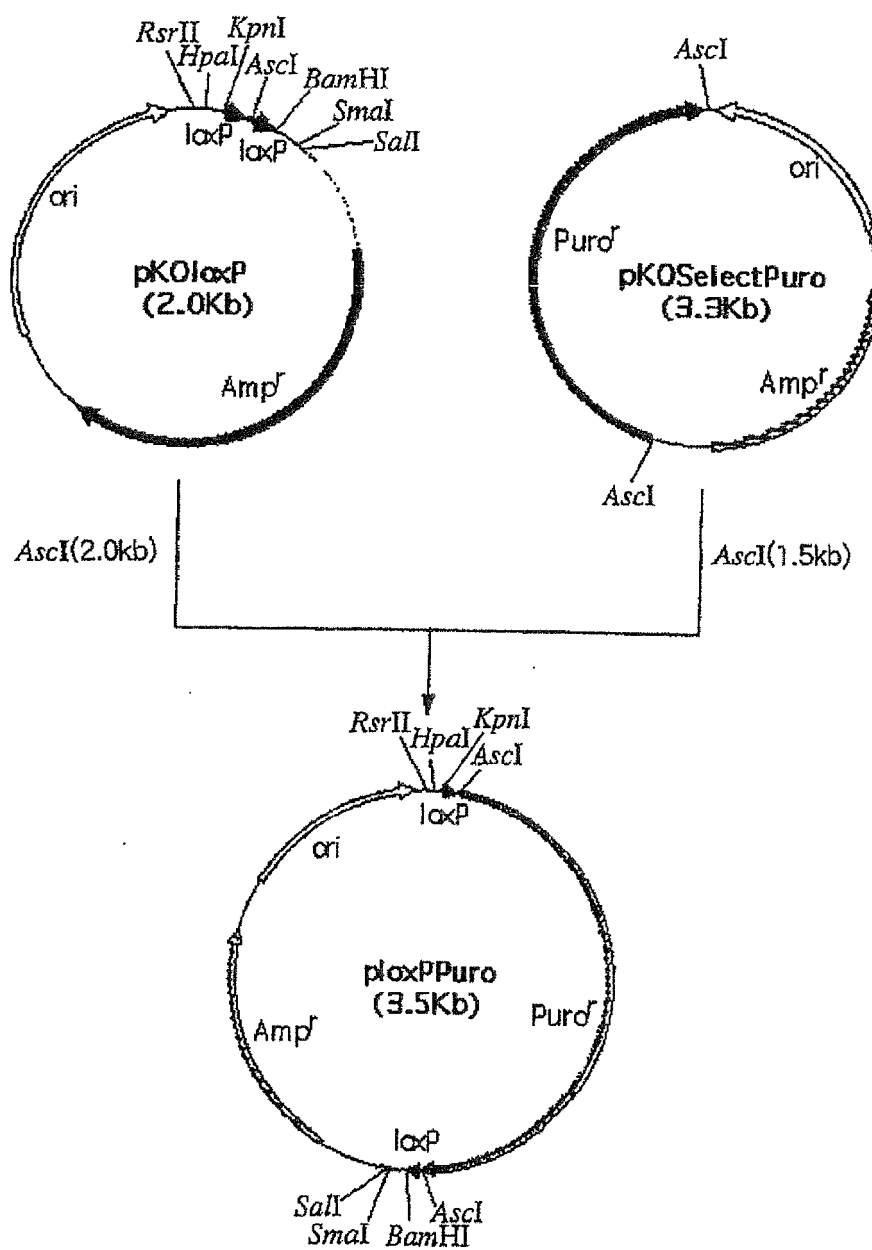 RsrII
HpaI
KpnI
AscI
BamHI
SmaI
SalI
loxP
loxP
ori
pKOloxP
(2.0Kb)
Ampʳ
AscI
ori
Puroʳ
pKOSelectPuro
(3.3Kb)
Ampʳ
AscI
AscI(2.0kb)
AscI(1.5kb)
RsrII
HpaI
KpnI
AscI
loxP
ori
ploxPPuro
(3.5Kb)
Ampʳ
Puroʳ
loxP
SalI
SmaI
BamHI
AscI